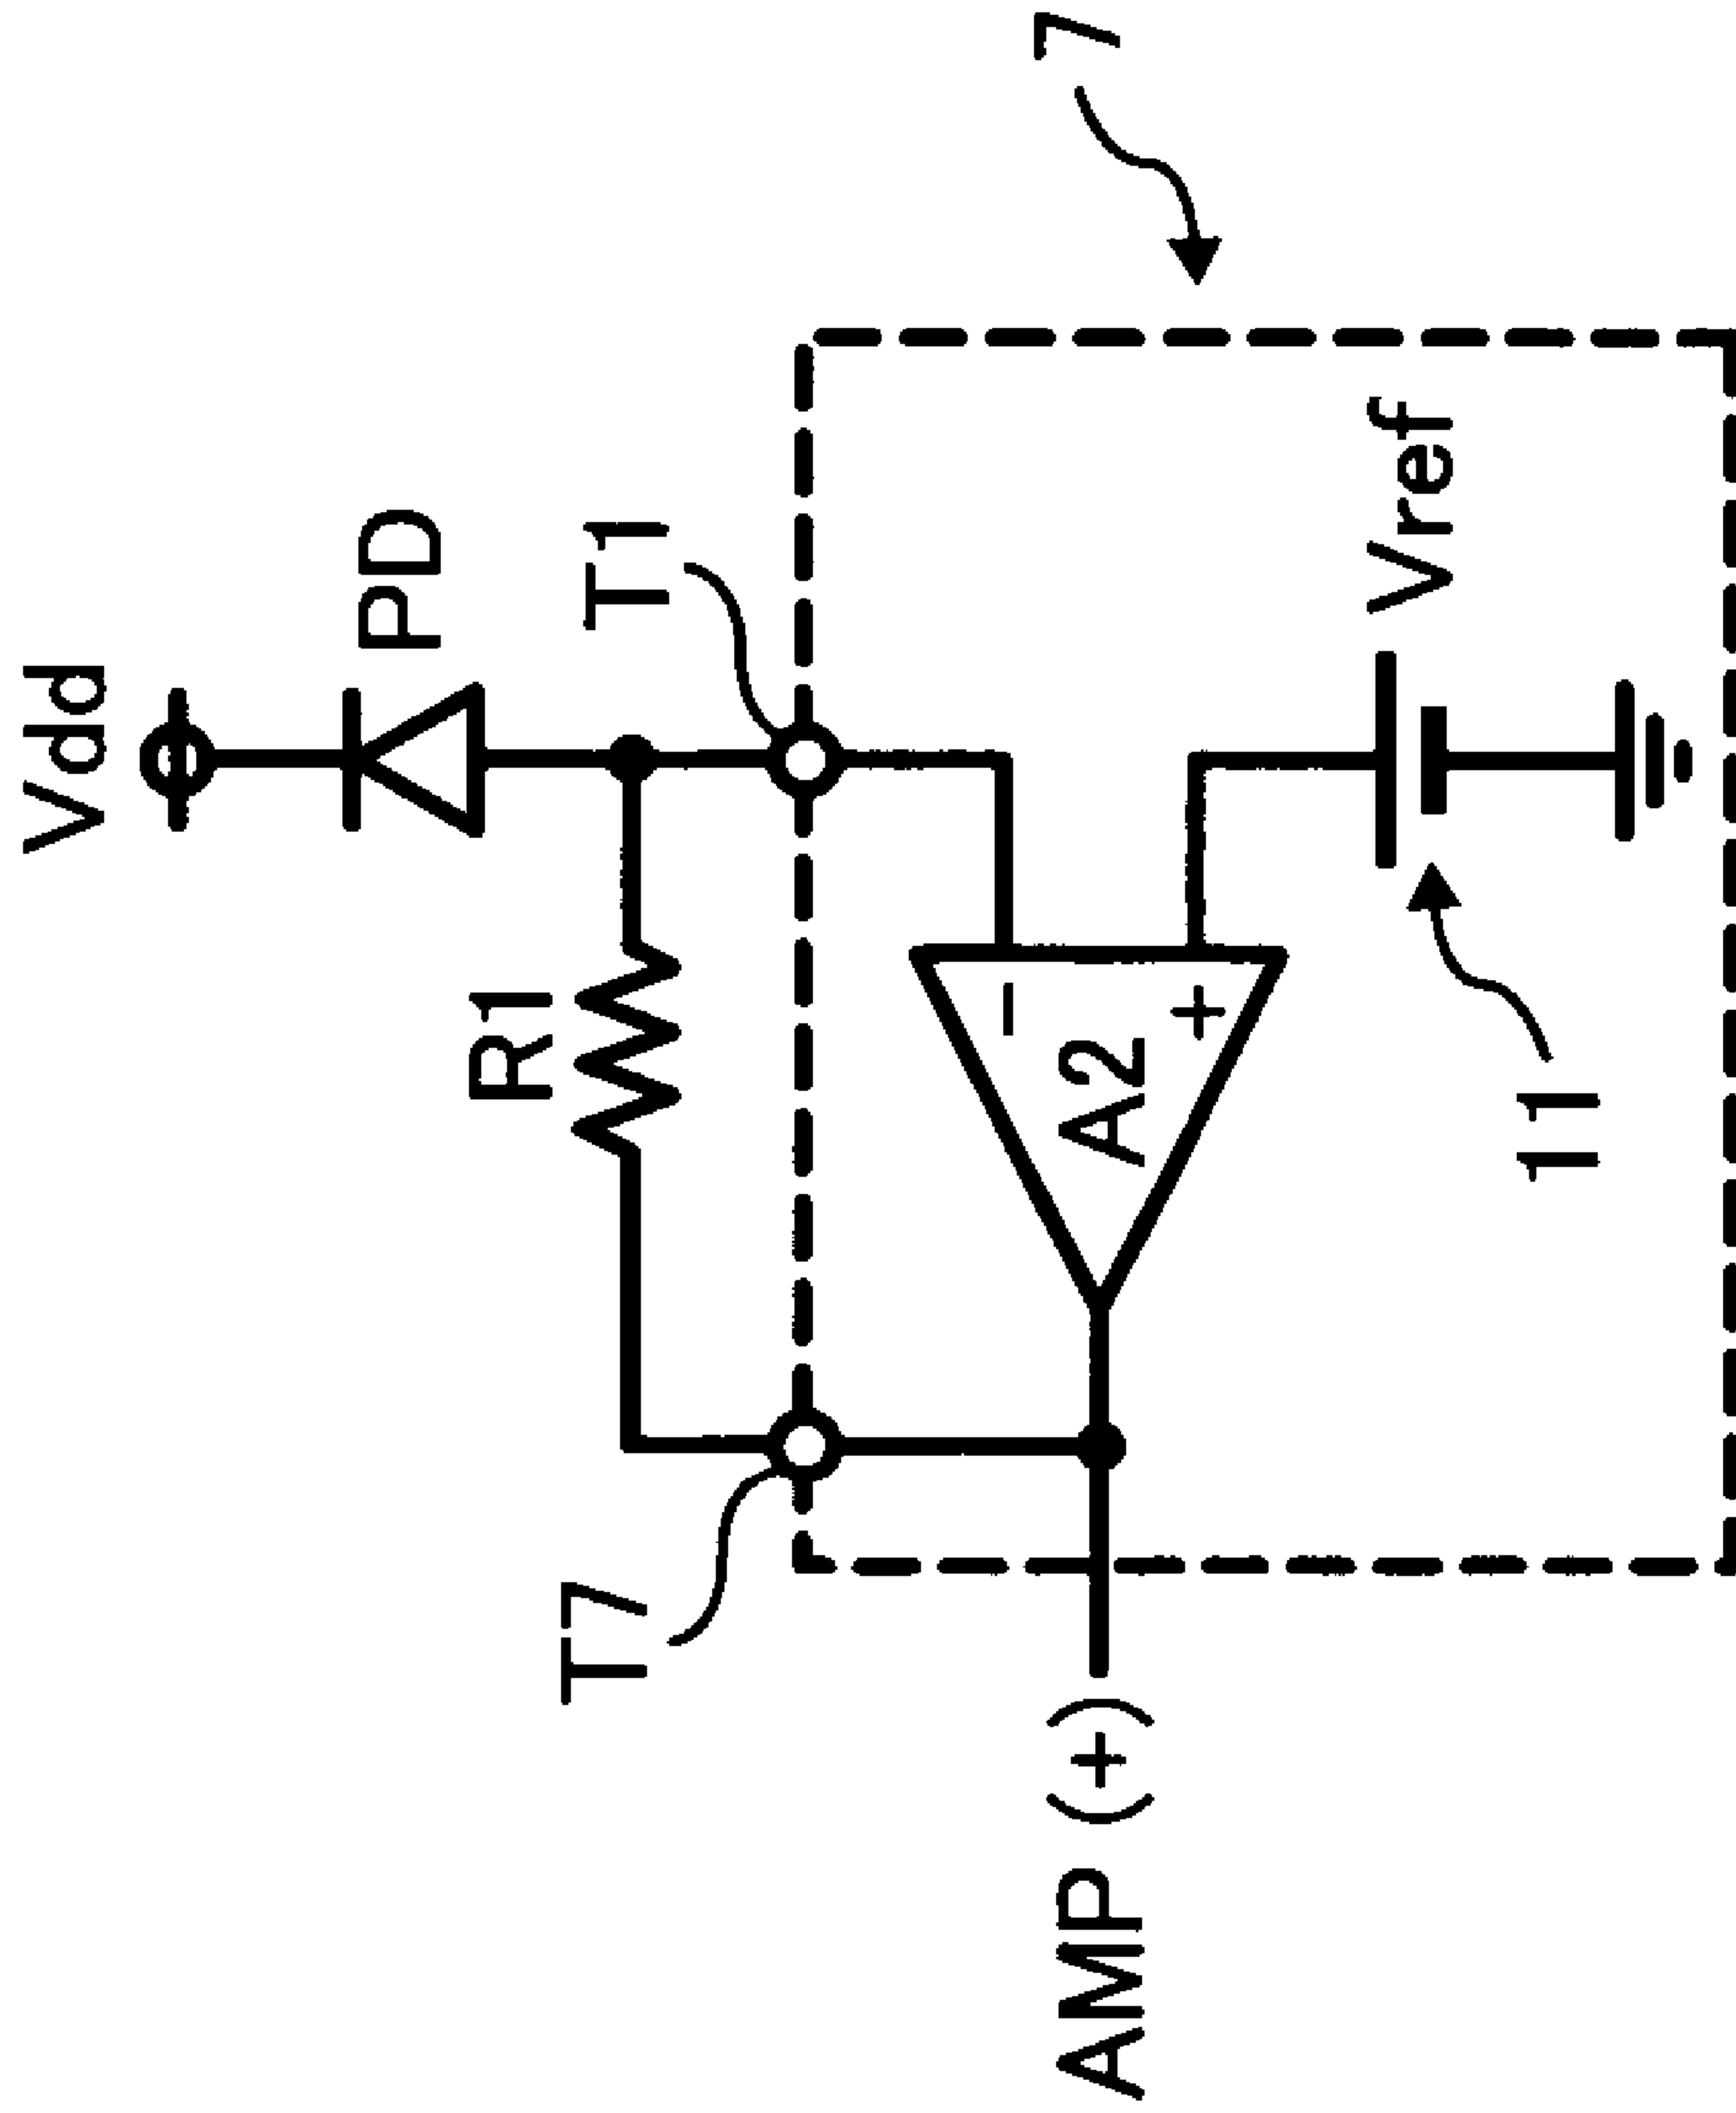 Vdd
PD
T1
R1
T7
7
Vref
11
−
A2
+
AMP (+)